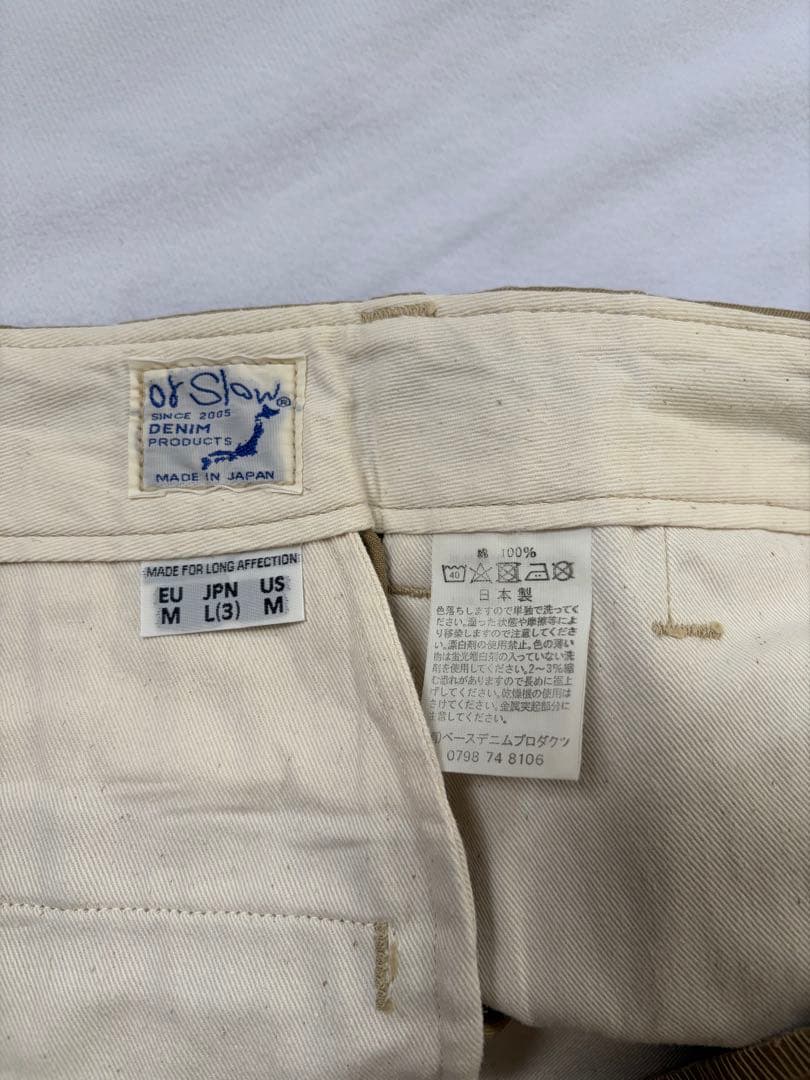 or Slow®
SINCE 2005
DENIM
PRODUCTS
MADE IN JAPAN
MADE FOR LONG AFFECTION
EU JPN US
M L(3) M
綿 100%
40
日本製
色落ちしますので単独で洗ってく
ださい。湿った状態や摩擦等によ
り移染しますので注意してくださ
い。漂白剤の使用禁止。色の薄い
物は蛍光増白剤の入っていない洗
剤を使用してください。2〜3%縮
む恐れがありますので長めに裾上
げしてください。乾燥機の使用は
さけてください。金属突起部分に
注意してください。
㈲ベースデニムプロダクツ
0798 74 8106